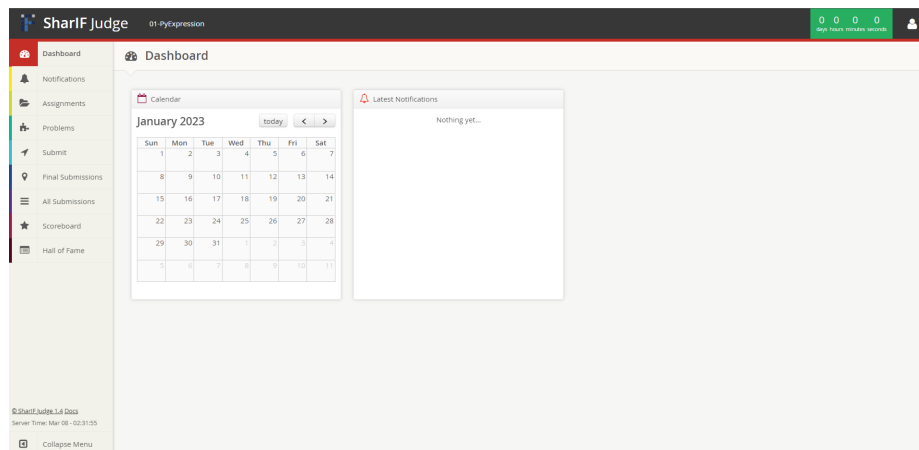 SharIF Judge
01-PyExpression
0 0 0 0
days hours minutes seconds
Dashboard
Notifications
Assignments
Problems
Submit
Final Submissions
All Submissions
Scoreboard
Hall of Fame
© SharIF Judge 1.4 Docs
Server Time: Mar 08 - 02:31:55
Collapse Menu
Dashboard
Calendar
January 2023
today
Sun Mon Tue Wed Thu Fri Sat
1 2 3 4 5 6 7
8 9 10 11 12 13 14
15 16 17 18 19 20 21
22 23 24 25 26 27 28
29 30 31 1 2 3 4
5 6 7 8 9 10 11
Latest Notifications
Nothing yet...